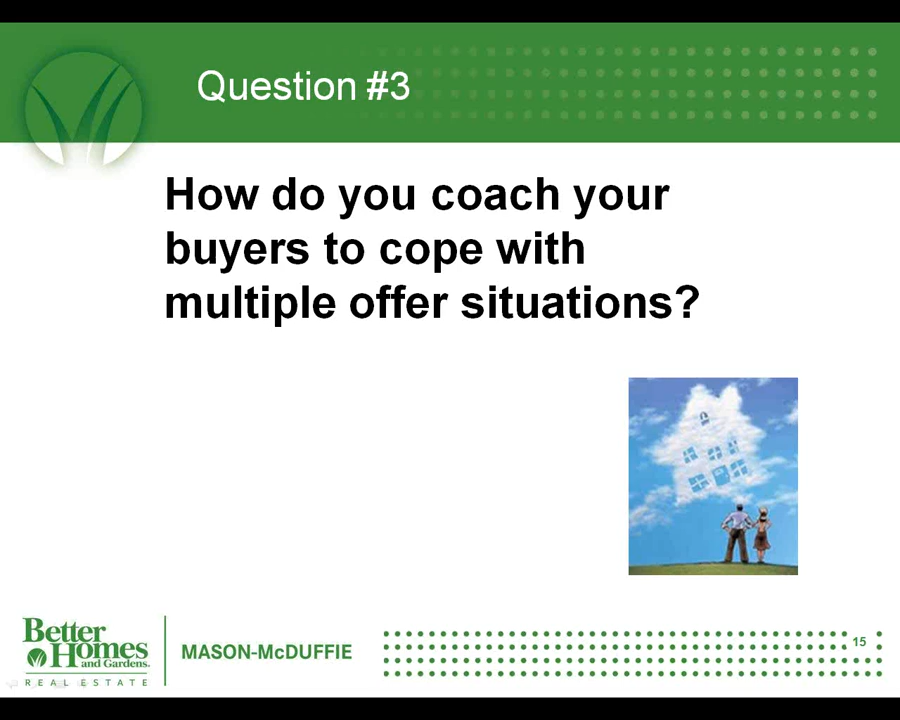 Question #3
How do you coach your
buyers to cope with
multiple offer situations?
Better
Homes
and Gardens.
REAL ESTATE
MASON-McDUFFIE
15